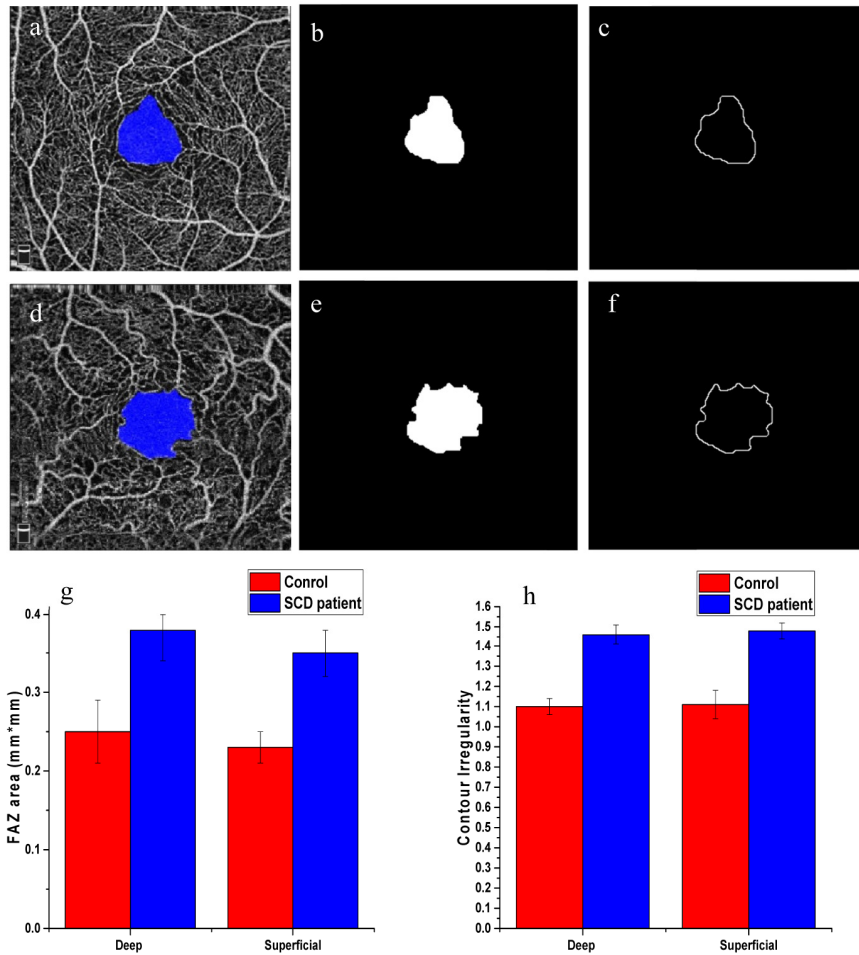 a
b
c
d
e
f
g
Conrol
SCD patient
0.4
0.3
0.2
0.1
0.0
FAZ area (mm*mm)
Deep
Superficial
h
Conrol
SCD patient
1.6
1.5
1.4
1.3
1.2
1.1
1.0
0.9
0.8
0.7
0.6
0.5
0.4
0.3
0.2
0.1
0.0
Contour Irregularity
Deep
Superficial